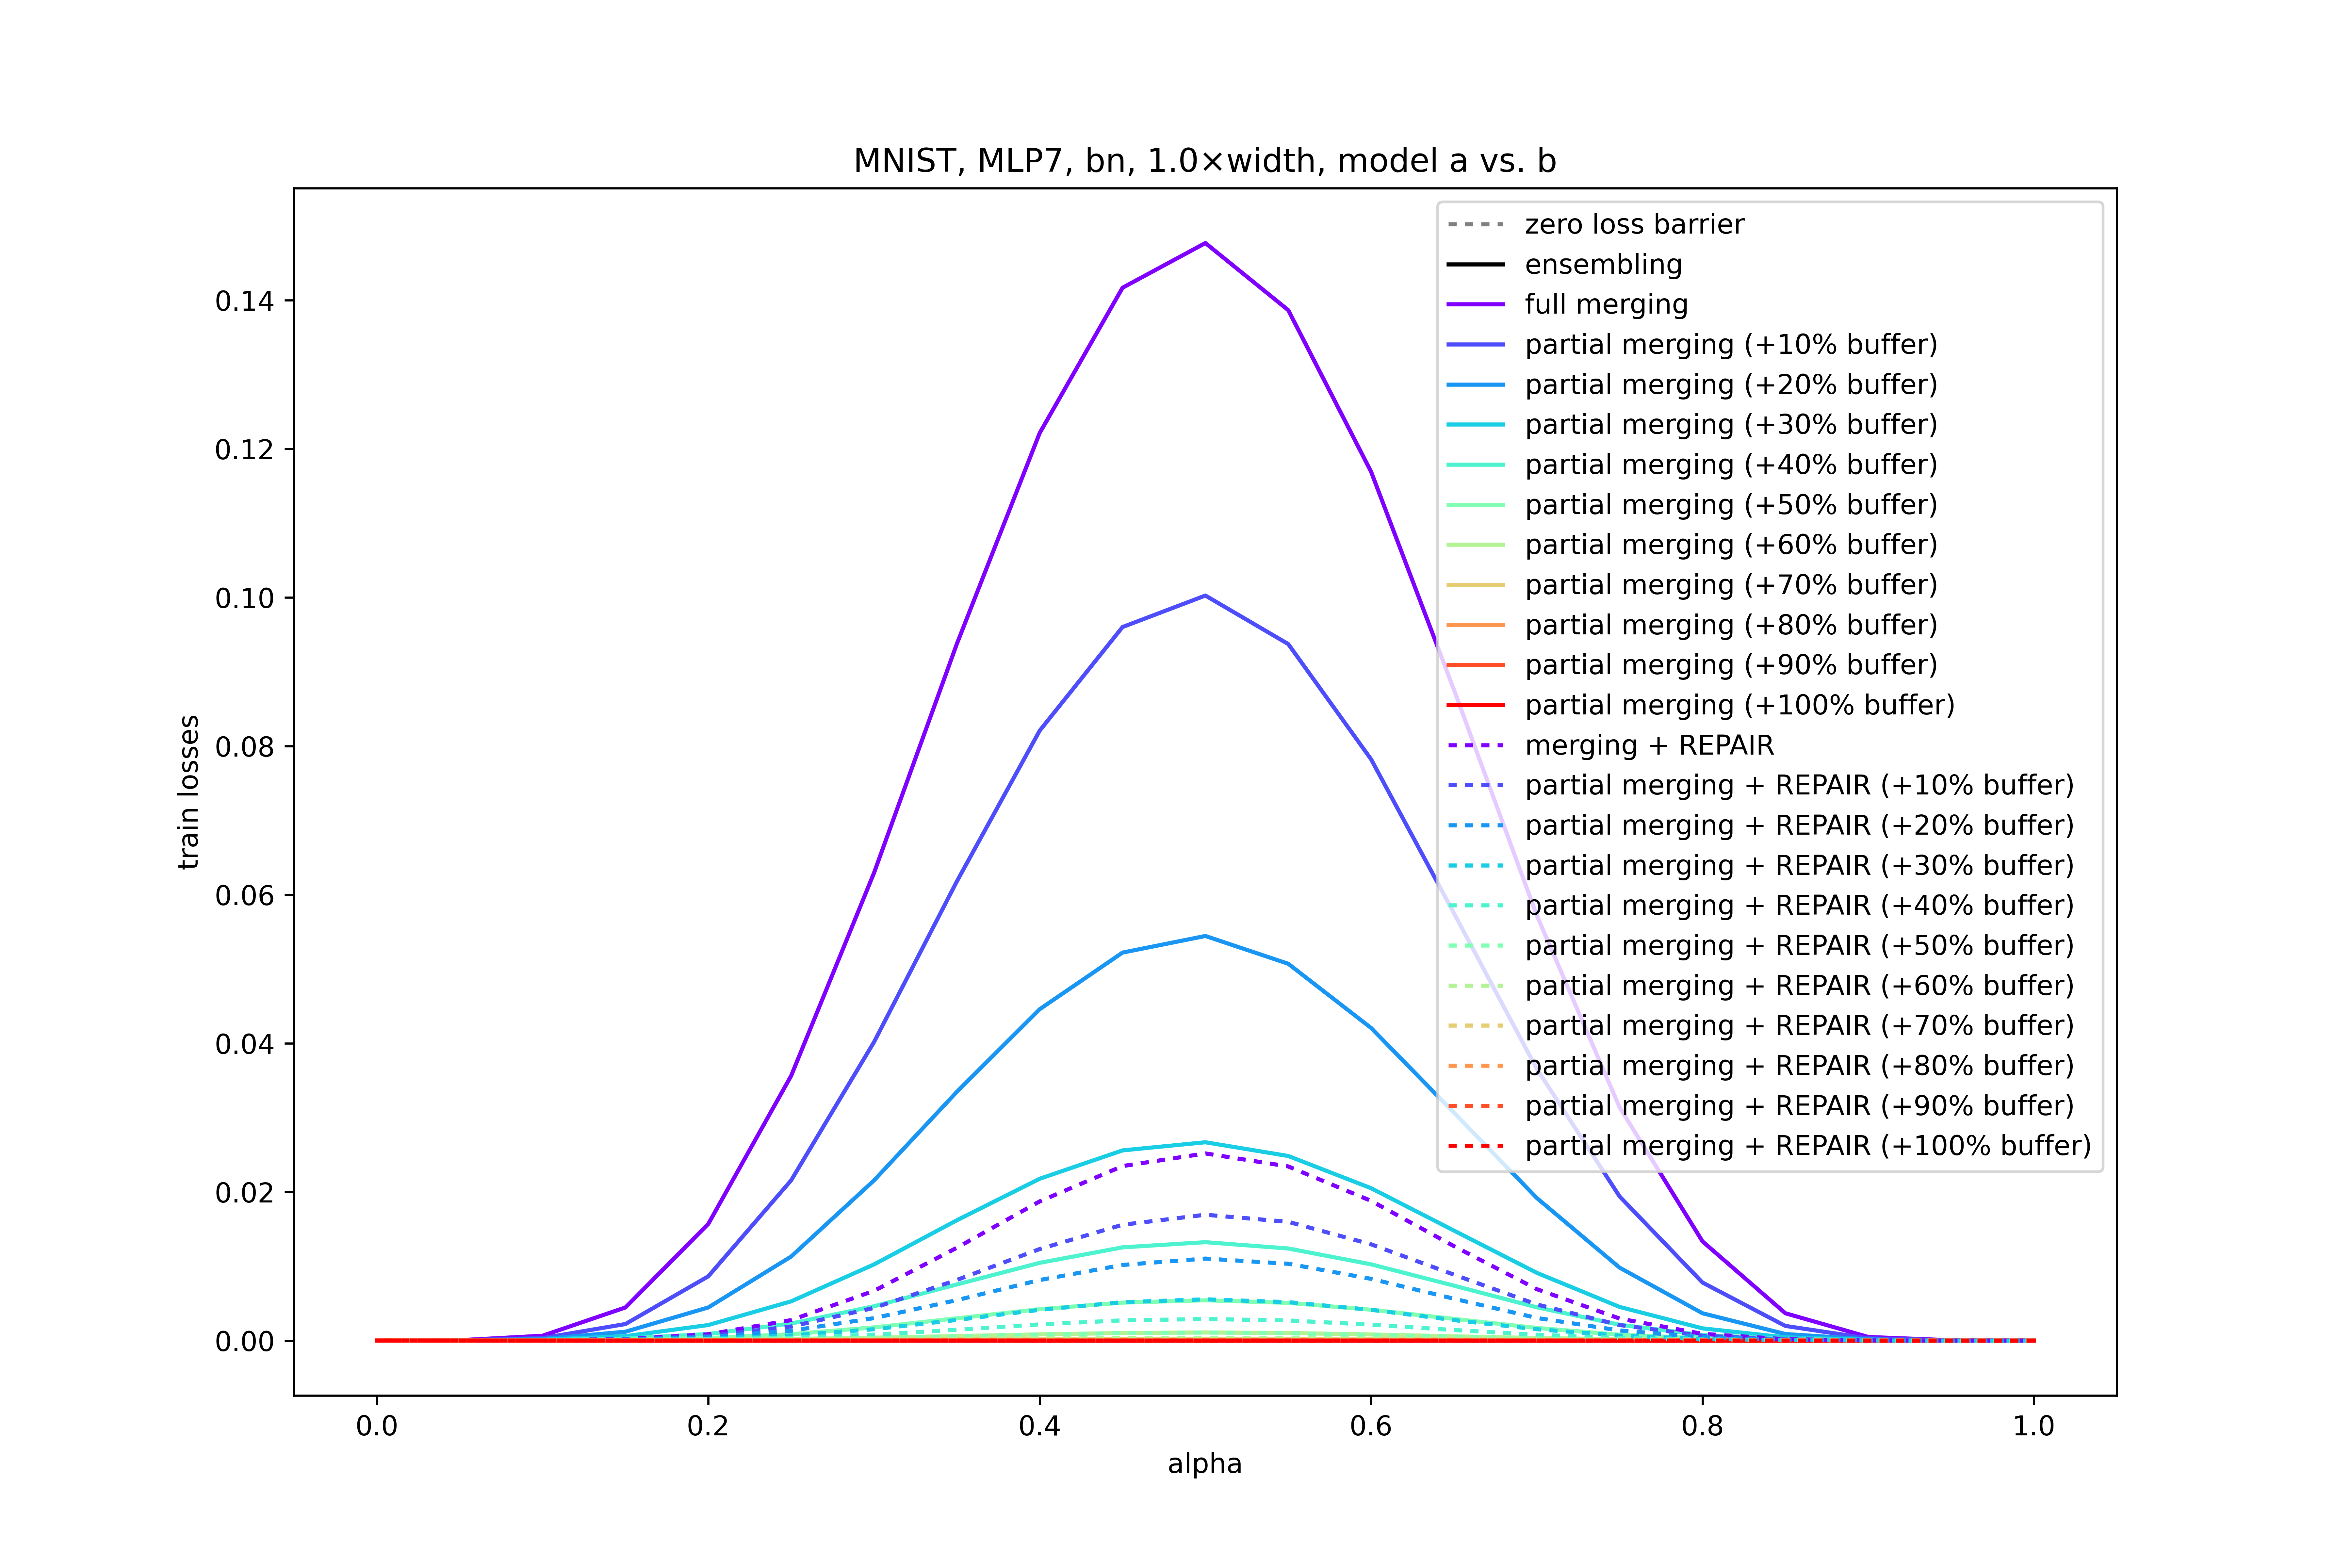 MNIST, MLP7, bn, 1.0×width, model a vs. b
zero loss barrier
ensembling
full merging
partial merging (+10% buffer)
partial merging (+20% buffer)
partial merging (+30% buffer)
partial merging (+40% buffer)
partial merging (+50% buffer)
partial merging (+60% buffer)
partial merging (+70% buffer)
partial merging (+80% buffer)
partial merging (+90% buffer)
partial merging (+100% buffer)
merging + REPAIR
partial merging + REPAIR (+10% buffer)
partial merging + REPAIR (+20% buffer)
partial merging + REPAIR (+30% buffer)
partial merging + REPAIR (+40% buffer)
partial merging + REPAIR (+50% buffer)
partial merging + REPAIR (+60% buffer)
partial merging + REPAIR (+70% buffer)
partial merging + REPAIR (+80% buffer)
partial merging + REPAIR (+90% buffer)
partial merging + REPAIR (+100% buffer)
train losses
0.14
0.12
0.10
0.08
0.06
0.04
0.02
0.00
0.0 0.2 0.4 0.6 0.8 1.0
alpha